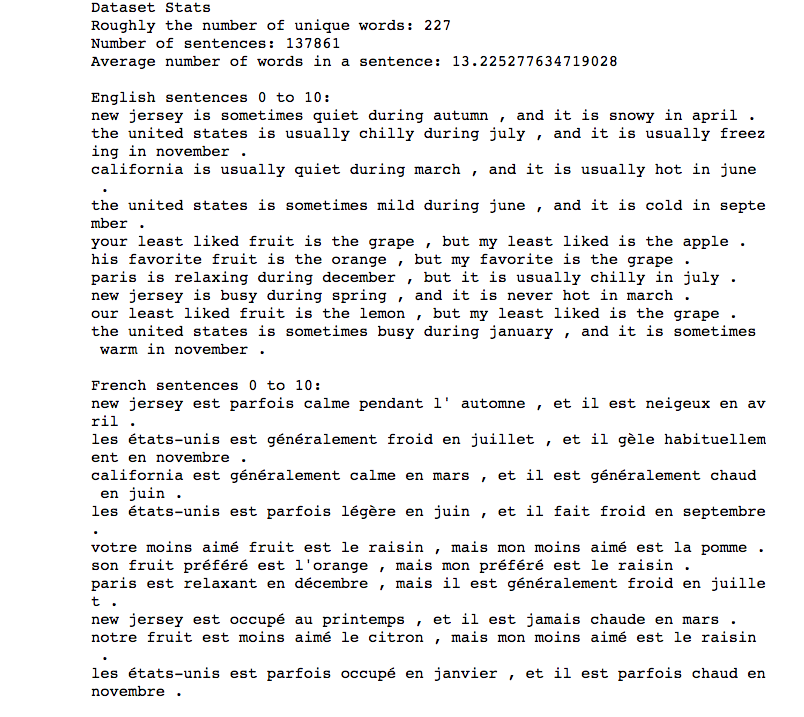 Dataset Stats
Roughly the number of unique words: 227
Number of sentences: 137861
Average number of words in a sentence: 13.225277634719028

English sentences 0 to 10:
new jersey is sometimes quiet during autumn , and it is snowy in april .
the united states is usually chilly during july , and it is usually freez
ing in november .
california is usually quiet during march , and it is usually hot in june
 .
the united states is sometimes mild during june , and it is cold in septe
mber .
your least liked fruit is the grape , but my least liked is the apple .
his favorite fruit is the orange , but my favorite is the grape .
paris is relaxing during december , but it is usually chilly in july .
new jersey is busy during spring , and it is never hot in march .
our least liked fruit is the lemon , but my least liked is the grape .
the united states is sometimes busy during january , and it is sometimes
 warm in november .

French sentences 0 to 10:
new jersey est parfois calme pendant l' automne , et il est neigeux en av
ril .
les états-unis est généralement froid en juillet , et il gèle habituellem
ent en novembre .
california est généralement calme en mars , et il est généralement chaud
 en juin .
les états-unis est parfois légère en juin , et il fait froid en septembre
.
votre moins aimé fruit est le raisin , mais mon moins aimé est la pomme .
son fruit préféré est l'orange , mais mon préféré est le raisin .
paris est relaxant en décembre , mais il est généralement froid en juille
t .
new jersey est occupé au printemps , et il est jamais chaude en mars .
notre fruit est moins aimé le citron , mais mon moins aimé est le raisin
 .
les états-unis est parfois occupé en janvier , et il est parfois chaud en
novembre .